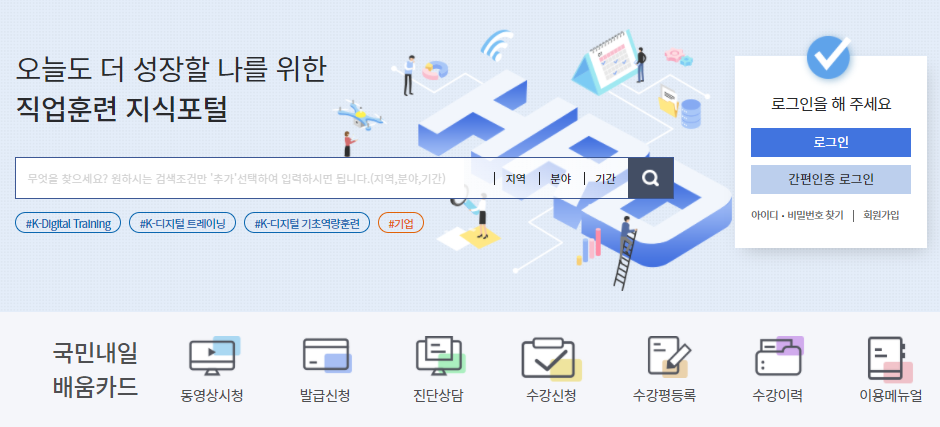 오늘도 더 성장할 나를 위한
직업훈련 지식포털
무엇을 찾으세요? 원하시는 검색조건만 '추가'선택하여 입력하시면 됩니다.(지역,분야,기간)
지역 분야 기간
#K-Digital Training #K-디지털 트레이닝 #K-디지털 기초역량훈련 #기업
로그인을 해 주세요
로그인
간편인증 로그인
아이디 • 비밀번호 찾기 | 회원가입
국민내일
배움카드
동영상시청 발급신청 진단상담 수강신청 수강평등록 수강이력 이용메뉴얼